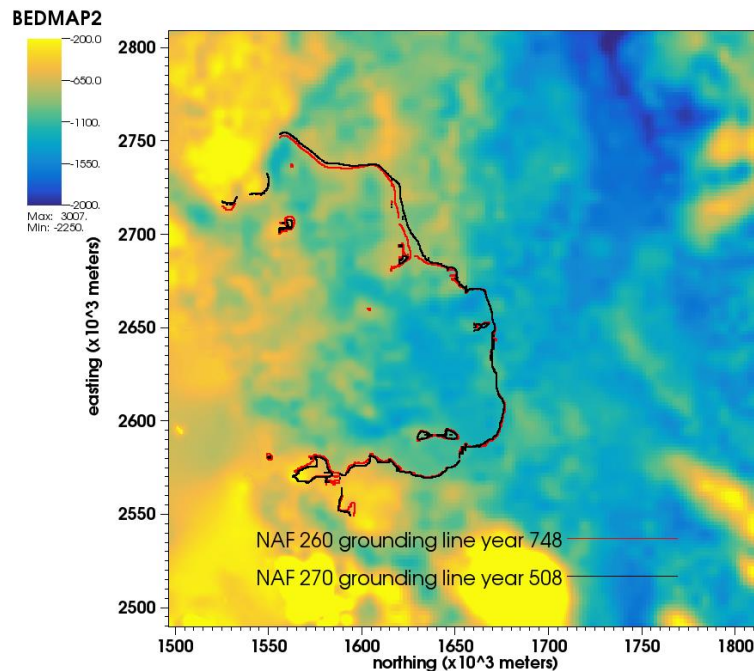 BEDMAP2
-200.0
-650.0
-1100.
-1550.
-2000.
Max: 3007.
Min: -2250.
2800
2750
2700
2650
2600
2550
2500
easting (x10^3 meters)
NAF 260 grounding line year 748
NAF 270 grounding line year 508
1500 1550 1600 1650 1700 1750 1800
northing (x10^3 meters)